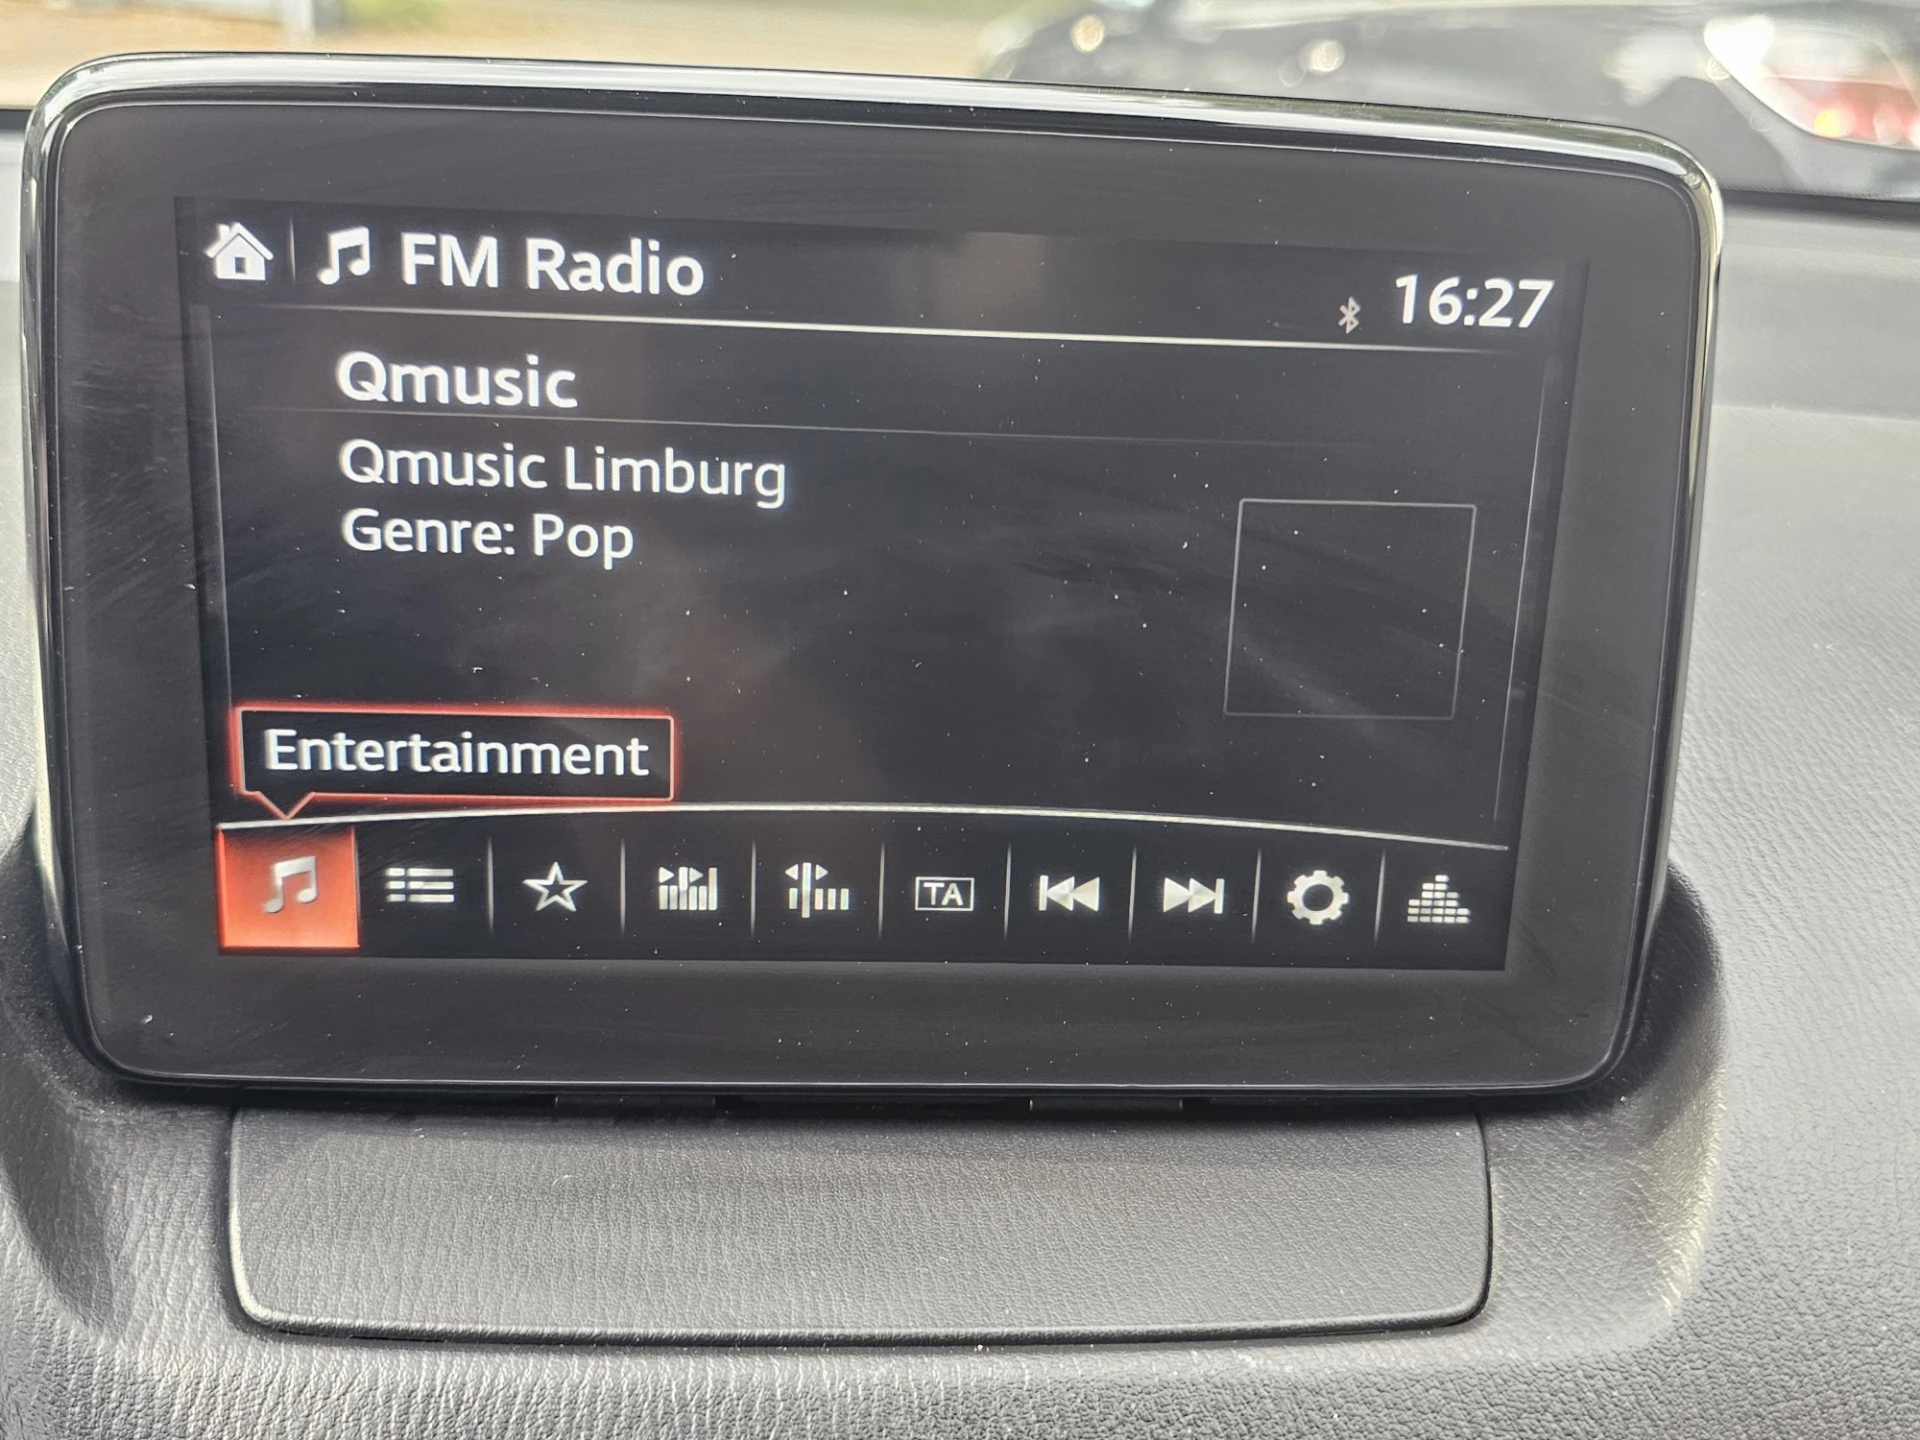 FM Radio
16:27
Qmusic
Qmusic Limburg
Genre: Pop
Entertainment
TA